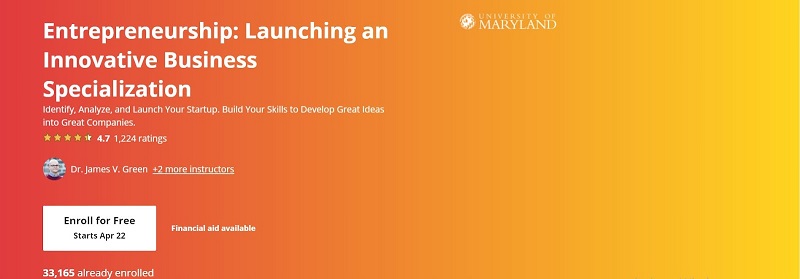 UNIVERSITY OF
MARYLAND
Entrepreneurship: Launching an
Innovative Business
Specialization
Identify, Analyze, and Launch Your Startup. Build Your Skills to Develop Great Ideas
into Great Companies.
4.7 1,224 ratings
Dr. James V. Green +2 more instructors
Enroll for Free
Starts Apr 22
Financial aid available
33,165 already enrolled